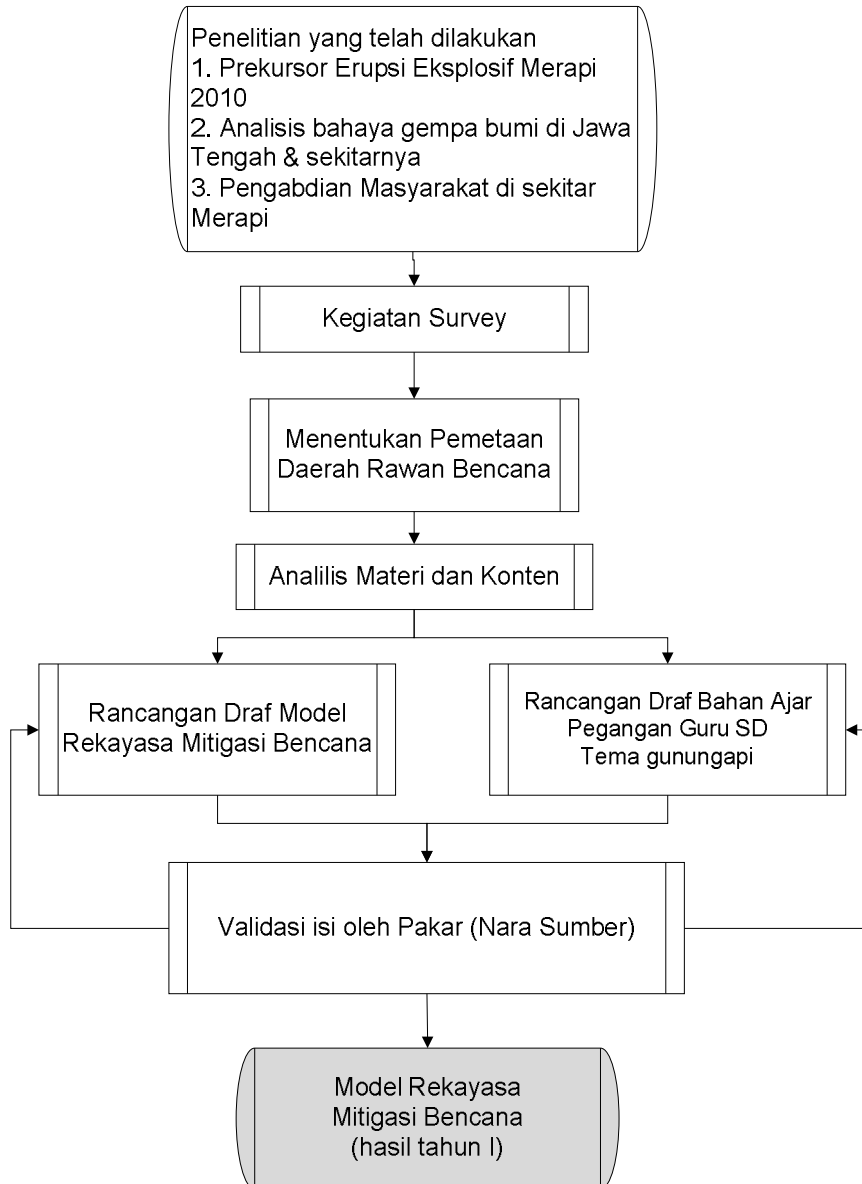 Penelitian yang telah dilakukan
1. Prekursor Erupsi Eksplosif Merapi
2010
2. Analisis bahaya gempa bumi di Jawa
Tengah & sekitarnya
3. Pengabdian Masyarakat di sekitar
Merapi
Kegiatan Survey
Menentukan Pemetaan
Daerah Rawan Bencana
Analilis Materi dan Konten
Rancangan Draf Model
Rekayasa Mitigasi Bencana
Rancangan Draf Bahan Ajar
Pegangan Guru SD
Tema gunungapi
Validasi isi oleh Pakar (Nara Sumber)
Model Rekayasa
Mitigasi Bencana
(hasil tahun I)